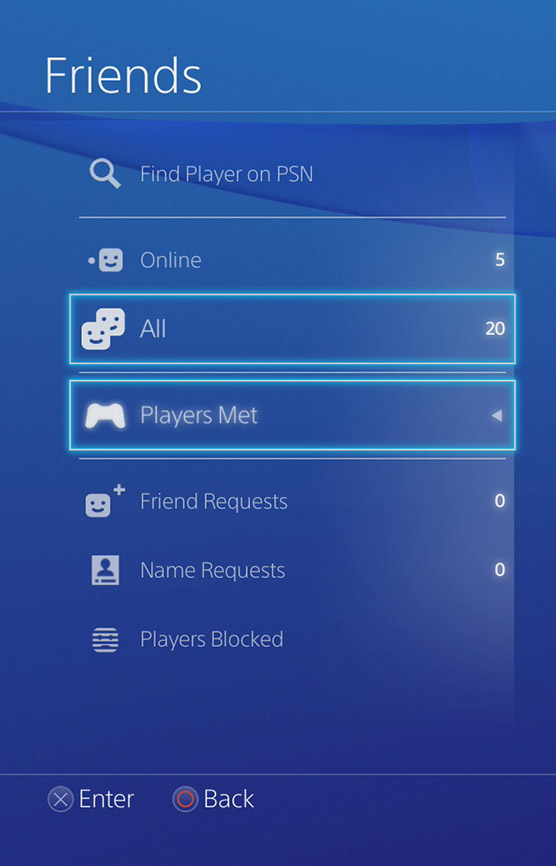 Friends
Find Player on PSN
Online 5
All 20
Players Met
Friend Requests 0
Name Requests 0
Players Blocked
Enter Back